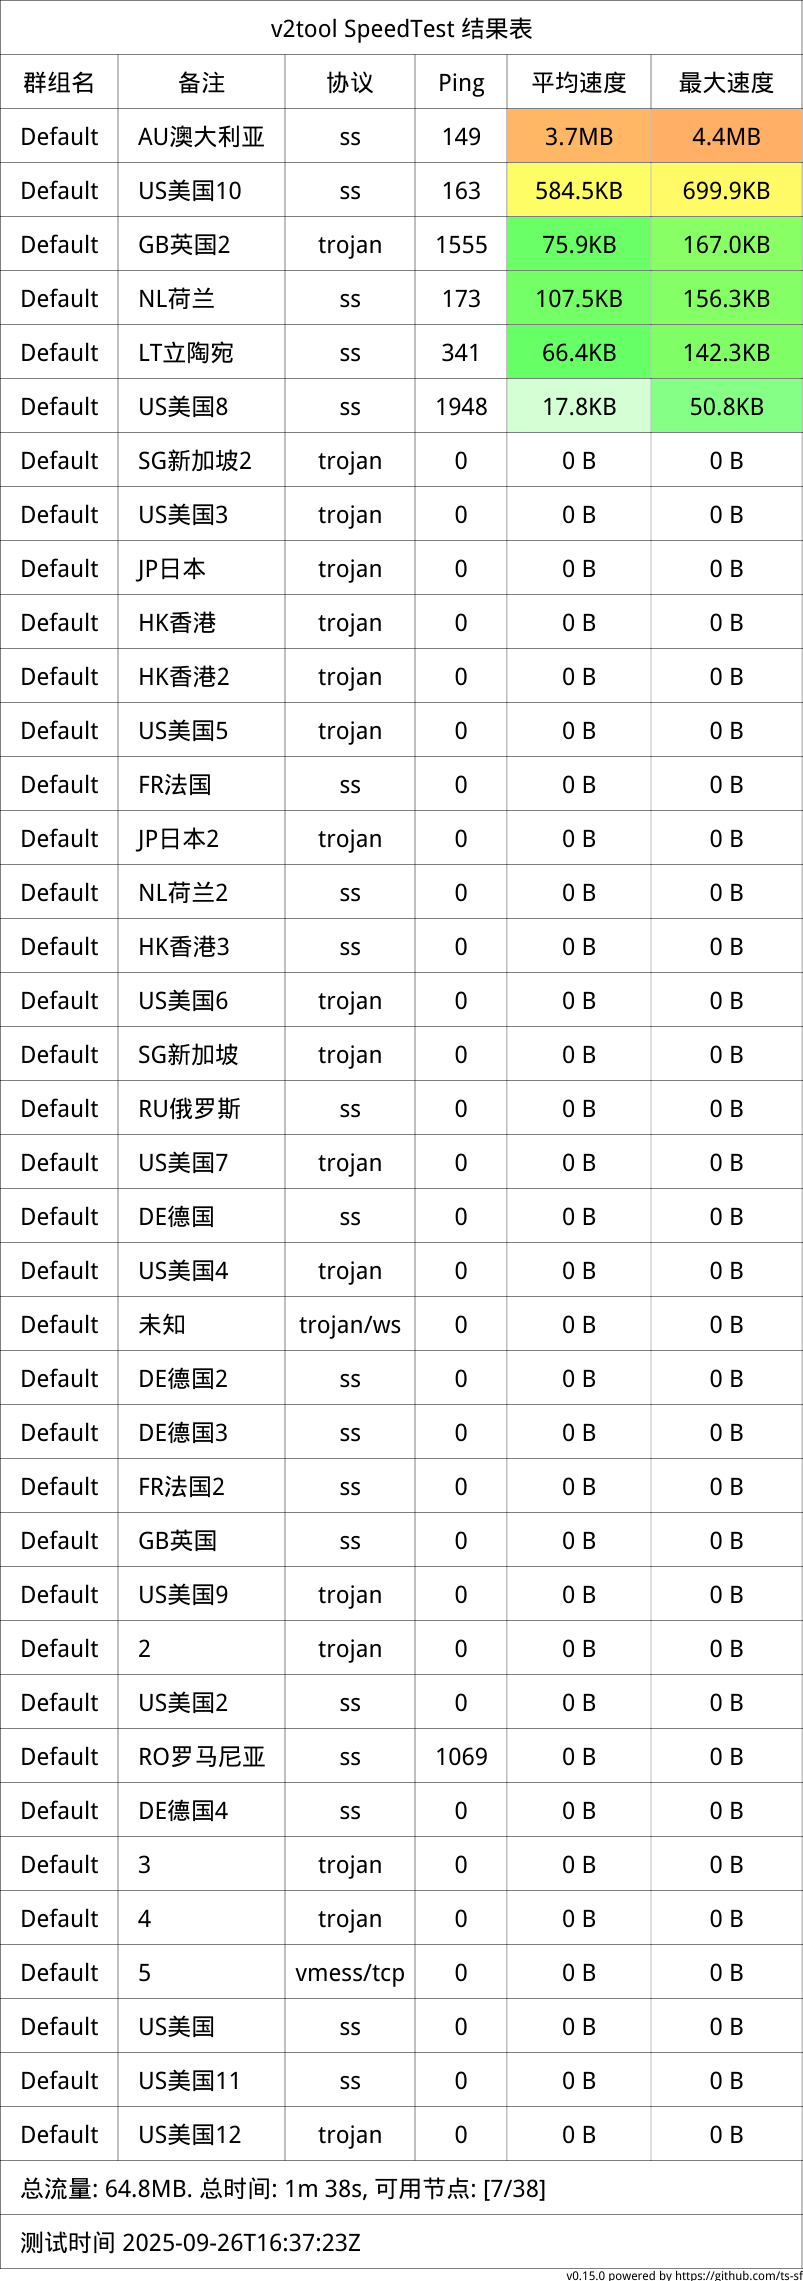 v2tool SpeedTest 结果表
群组名 备注 协议 Ping 平均速度 最大速度
Default AU澳大利亚 ss 149 3.7MB 4.4MB
Default US美国10 ss 163 584.5KB 699.9KB
Default GB英国2 trojan 1555 75.9KB 167.0KB
Default NL荷兰 ss 173 107.5KB 156.3KB
Default LT立陶宛 ss 341 66.4KB 142.3KB
Default US美国8 ss 1948 17.8KB 50.8KB
Default SG新加坡2 trojan 0 0 B 0 B
Default US美国3 trojan 0 0 B 0 B
Default JP日本 trojan 0 0 B 0 B
Default HK香港 trojan 0 0 B 0 B
Default HK香港2 trojan 0 0 B 0 B
Default US美国5 trojan 0 0 B 0 B
Default FR法国 ss 0 0 B 0 B
Default JP日本2 trojan 0 0 B 0 B
Default NL荷兰2 ss 0 0 B 0 B
Default HK香港3 ss 0 0 B 0 B
Default US美国6 trojan 0 0 B 0 B
Default SG新加坡 trojan 0 0 B 0 B
Default RU俄罗斯 ss 0 0 B 0 B
Default US美国7 trojan 0 0 B 0 B
Default DE德国 ss 0 0 B 0 B
Default US美国4 trojan 0 0 B 0 B
Default 未知 trojan/ws 0 0 B 0 B
Default DE德国2 ss 0 0 B 0 B
Default DE德国3 ss 0 0 B 0 B
Default FR法国2 ss 0 0 B 0 B
Default GB英国 ss 0 0 B 0 B
Default US美国9 trojan 0 0 B 0 B
Default 2 trojan 0 0 B 0 B
Default US美国2 ss 0 0 B 0 B
Default RO罗马尼亚 ss 1069 0 B 0 B
Default DE德国4 ss 0 0 B 0 B
Default 3 trojan 0 0 B 0 B
Default 4 trojan 0 0 B 0 B
Default 5 vmess/tcp 0 0 B 0 B
Default US美国 ss 0 0 B 0 B
Default US美国11 ss 0 0 B 0 B
Default US美国12 trojan 0 0 B 0 B
总流量: 64.8MB. 总时间: 1m 38s, 可用节点: [7/38]
测试时间 2025-09-26T16:37:23Z
v0.15.0 powered by https://github.com/ts-sf